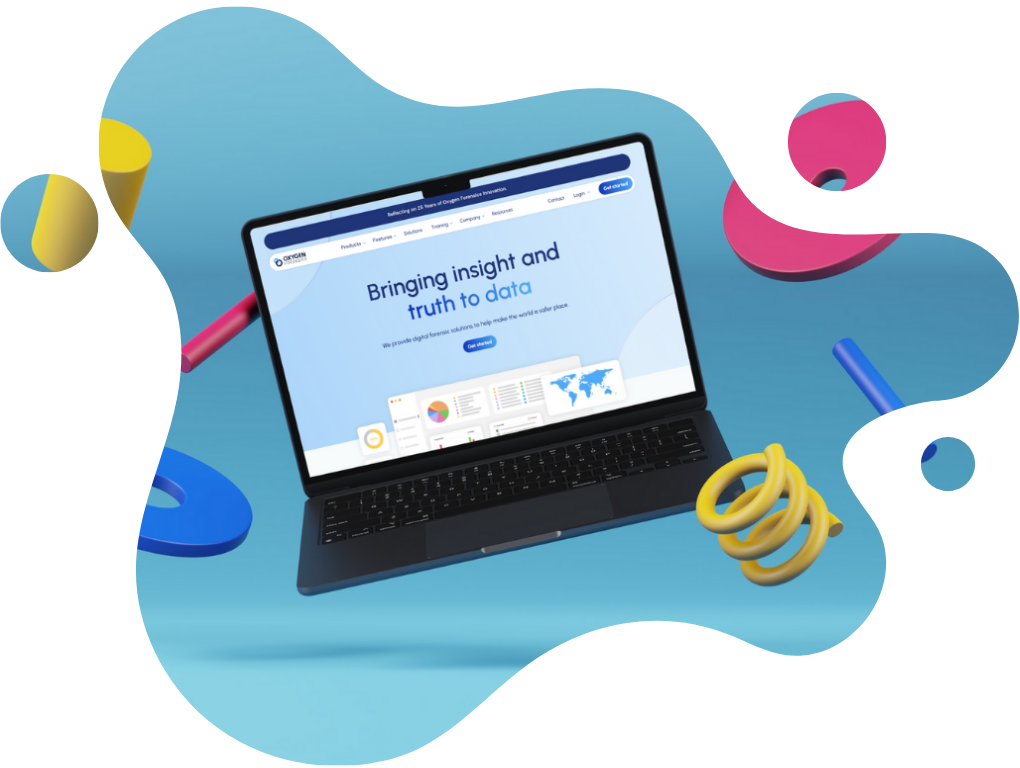 Reflecting on 25 Years of Oxygen Forensics Innovation.
OXYGEN
FORENSICS
Products Features Solutions Training Company Resources Contact Login Get started
Bringing insight and
truth to data
We provide digital forensic solutions to help make the world a safer place.
Get started